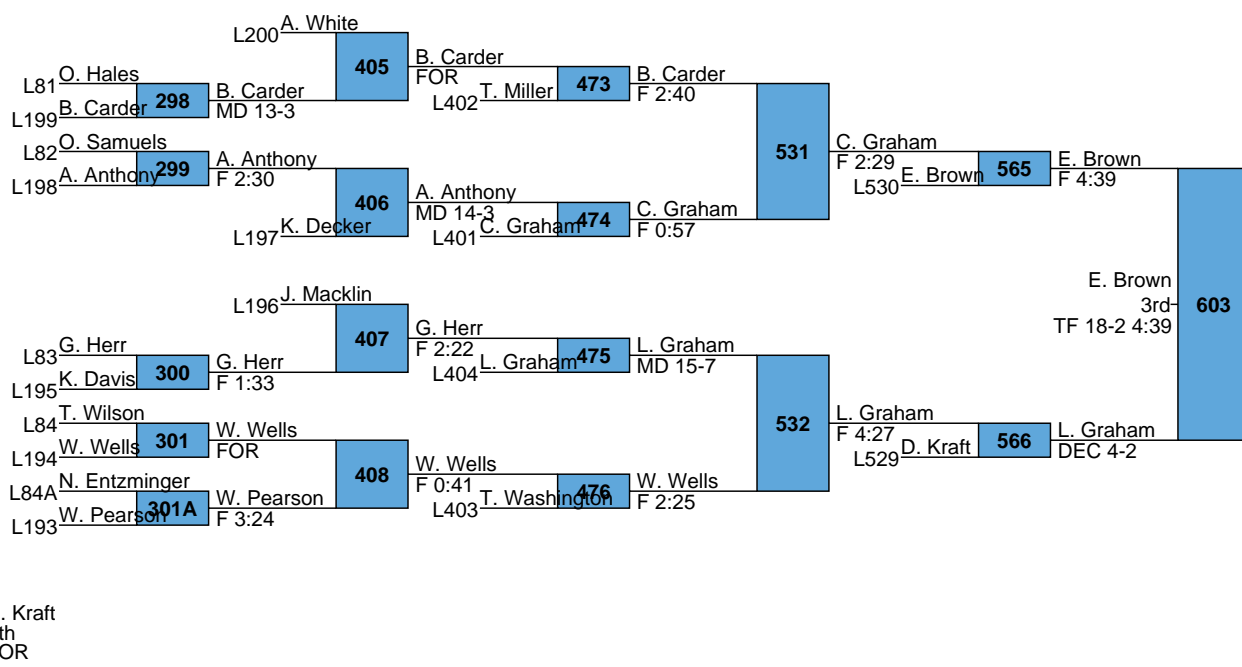 A. White
L200
405
B. Carder
FOR
473
B. Carder
F 2:40
O. Hales
L81
298
B. Carder
MD 13-3
T. Miller
L402
B. Carder
L199
531
C. Graham
F 2:29
565
E. Brown
F 4:39
O. Samuels
L82
299
A. Anthony
F 2:30
A. Anthony
L198
E. Brown
L530
406
A. Anthony
MD 14-3
474
C. Graham
F 0:57
K. Decker
L197
C. Graham
L401
E. Brown
3rd
TF 18-2 4:39
603
J. Macklin
L196
407
G. Herr
F 2:22
475
L. Graham
MD 15-7
G. Herr
L83
300
G. Herr
F 1:33
L. Graham
L404
K. Davis
L195
532
L. Graham
F 4:27
566
L. Graham
DEC 4-2
T. Wilson
L84
301
W. Wells
FOR
W. Wells
L194
D. Kraft
L529
408
W. Wells
F 0:41
476
W. Wells
F 2:25
N. Entzminger
L84A
301A
W. Pearson
F 3:24
T. Washington
L403
W. Pearson
L193
. Kraft
th
OR